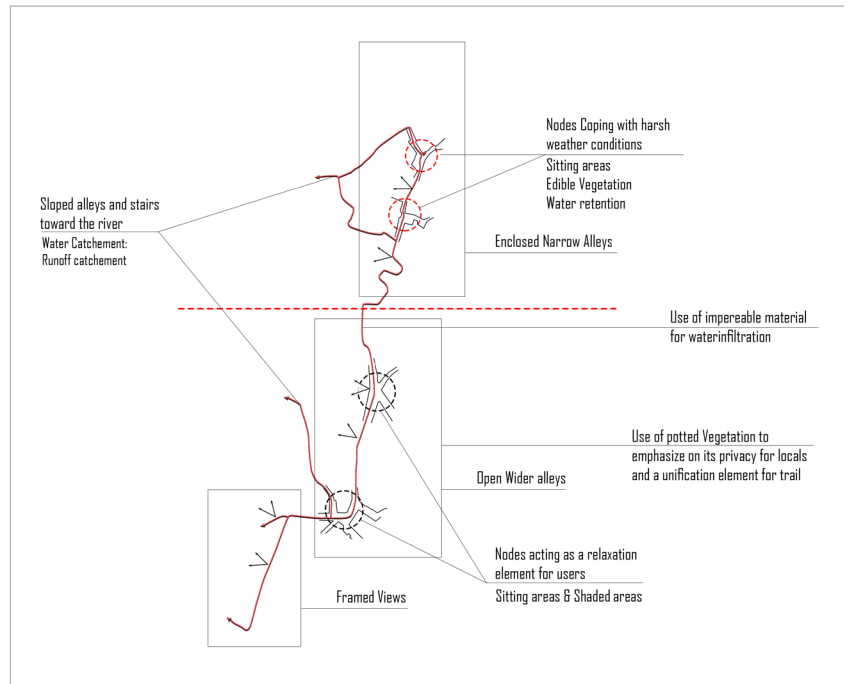 Nodes Coping with harsh
weather conditions
Sitting areas
Edible Vegetation
Water retention
Sloped alleys and stairs
toward the river
Water Catchement:
Runoff catchement
Enclosed Narrow Alleys
Use of impereable material
for waterinfiltration
Use of potted Vegetation to
emphasize on its privacy for locals
and a unification element for trail
Open Wider alleys
Nodes acting as a relaxation
element for users
Sitting areas & Shaded areas
Framed Views